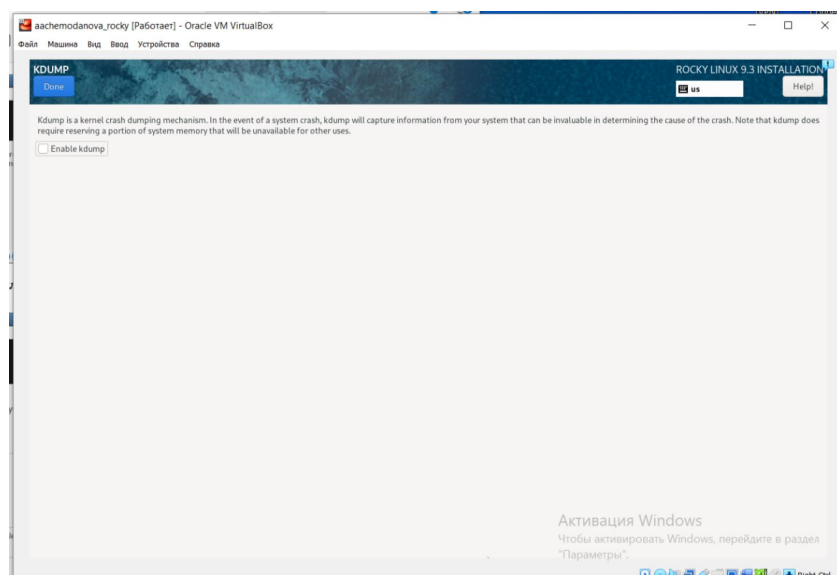 aachemodanova_rocky [Работает] - Oracle VM VirtualBox
Файл Машина Вид Ввод Устройства Справка
KDUMP
ROCKY LINUX 9.3 INSTALLATION
Done
us
Help!
Kdump is a kernel crash dumping mechanism. In the event of a system crash, kdump will capture information from your system that can be invaluable in determining the cause of the crash. Note that kdump does
require reserving a portion of system memory that will be unavailable for other uses.
Enable kdump
Активация Windows
Чтобы активировать Windows, перейдите в раздел
"Параметры".
Right Ctrl